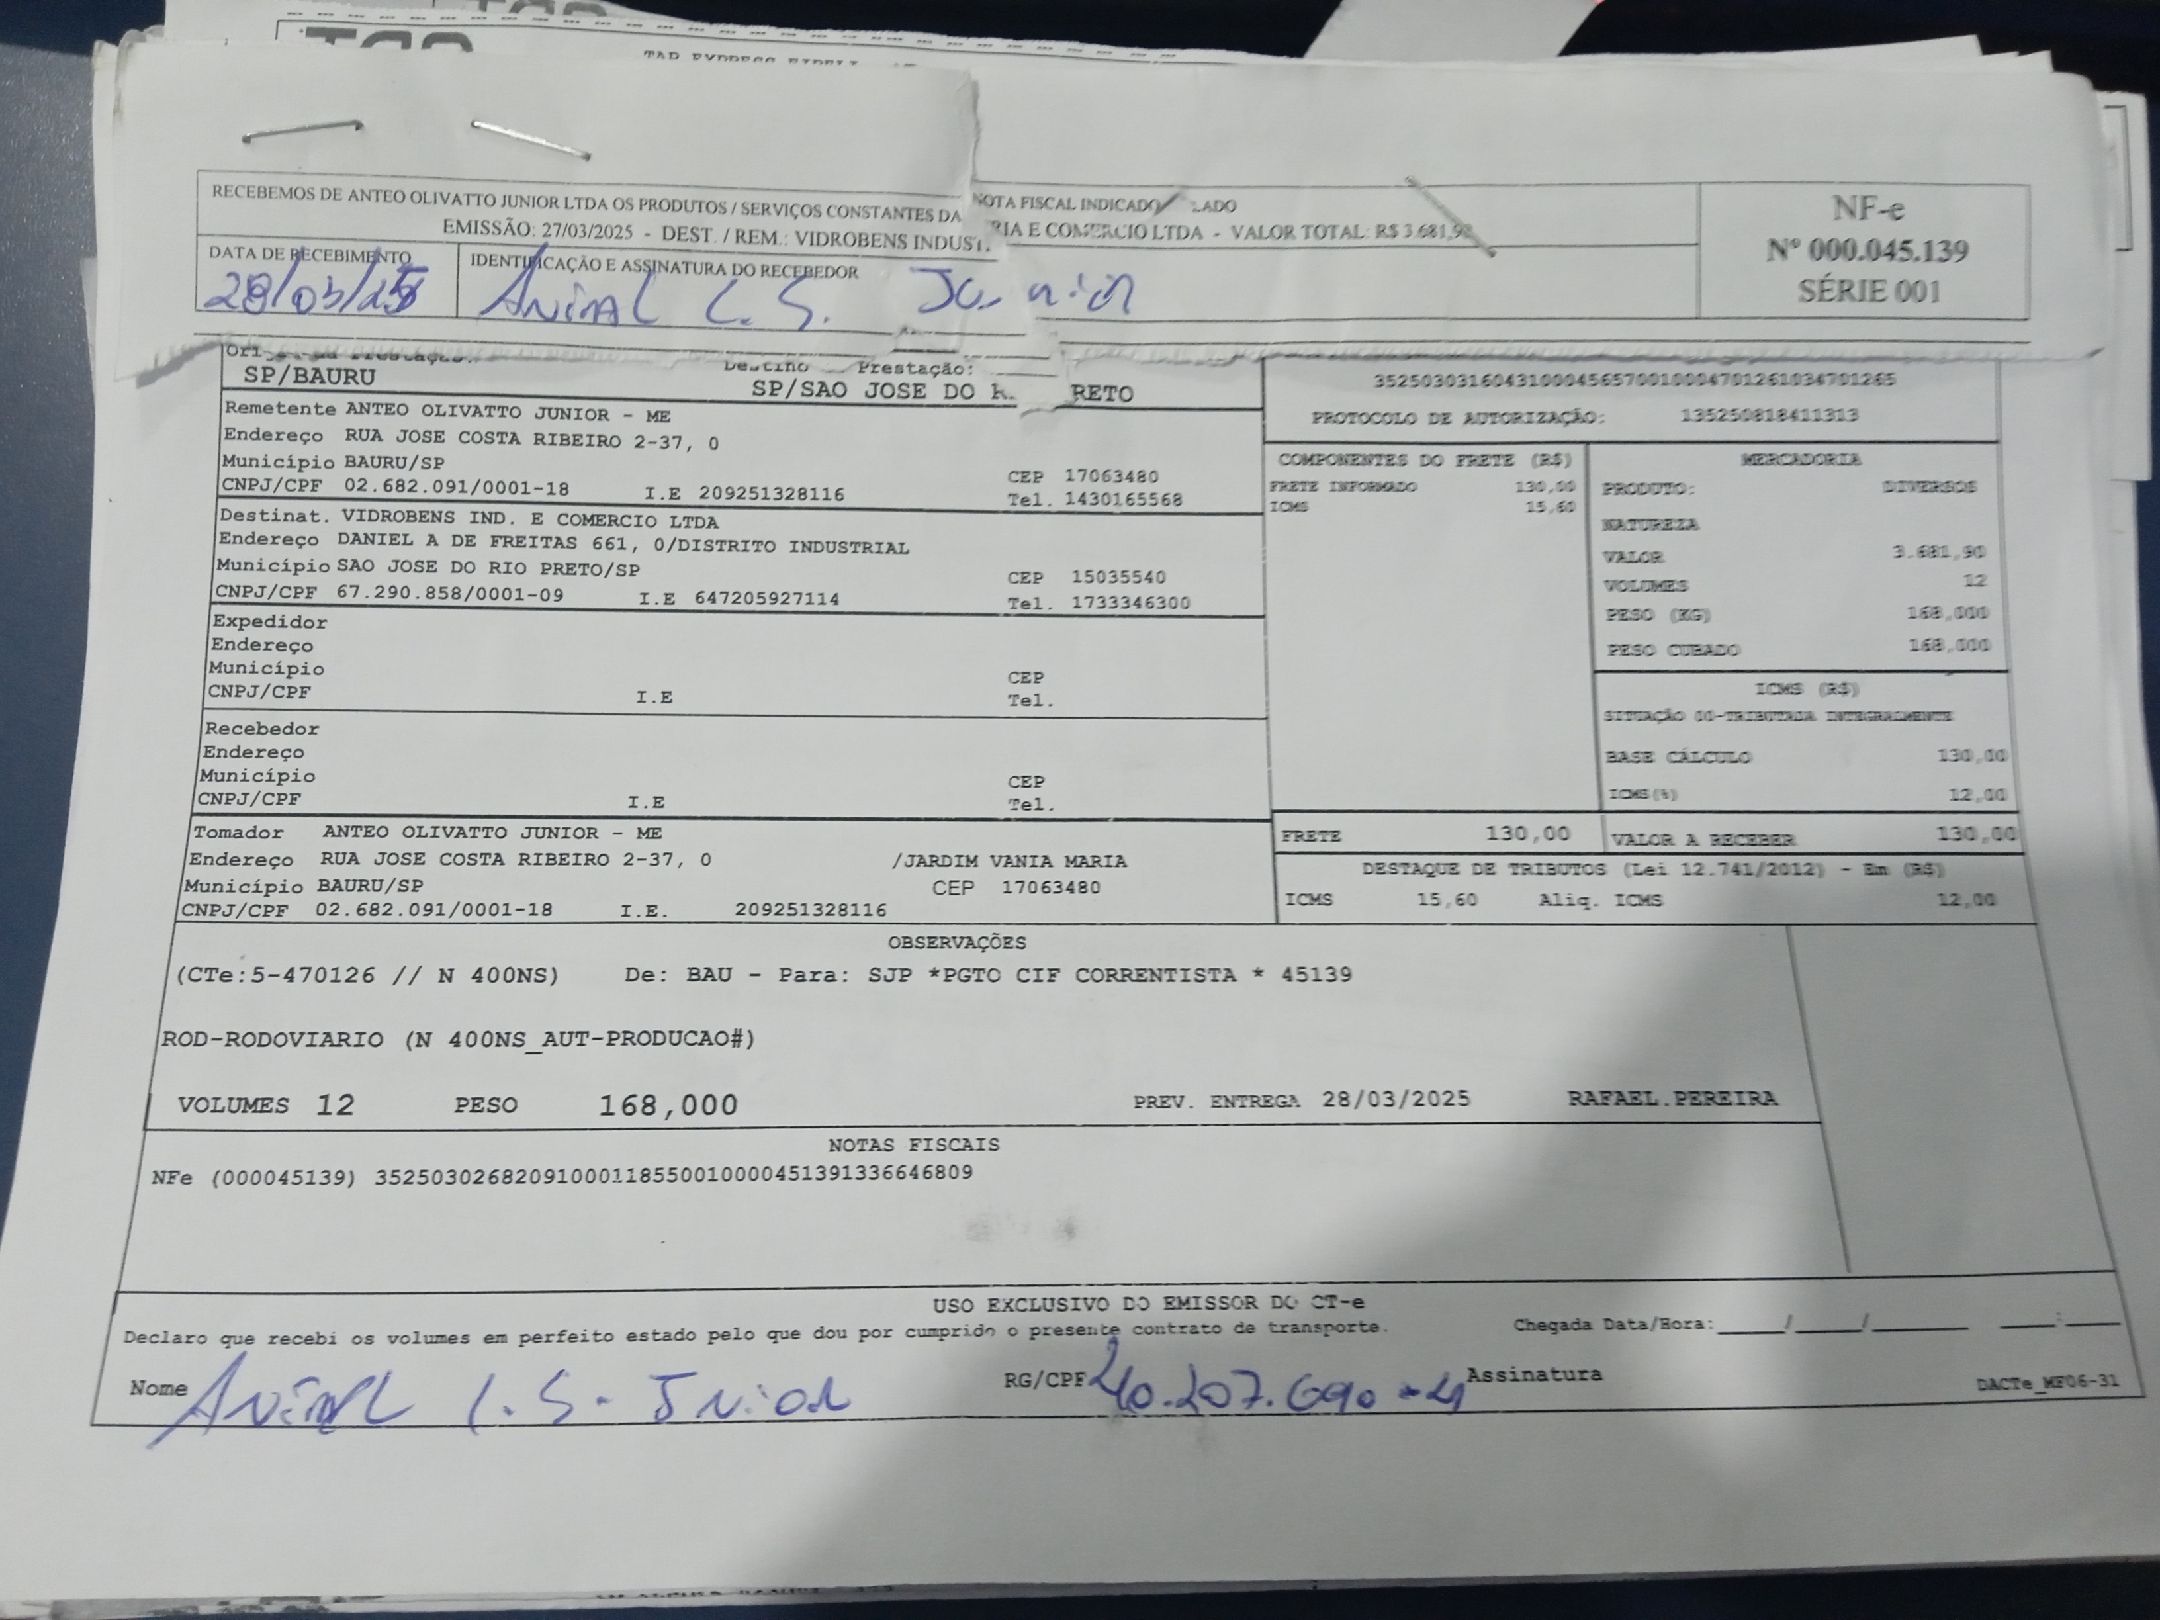 RECEBEMOS DE ANTEO OLIVATTO JUNIOR LTDA OS PRODUTOS / SERVIÇOS CONSTANTES DA NOTA FISCAL INDICADO LADO
EMISSÃO: 27/03/2025 - DEST. / REM.: VIDROBENS INDUST RIA E COMERCIO LTDA - VALOR TOTAL: R$ 3.681,90
NF-e
Nº 000.045.139
SÉRIE 001
DATA DE RECEBIMENTO
28/03/25
IDENTIFICAÇÃO E ASSINATURA DO RECEBEDOR
L. S. Junior
Prestação:
SP/BAURU
Destino Prestação:
SP/SAO JOSE DO RETO
35250303160431000456570010004701261034701265
PROTOCOLO DE AUTORIZAÇÃO: 135250818411313
Remetente ANTEO OLIVATTO JUNIOR - ME
Endereço RUA JOSE COSTA RIBEIRO 2-37, 0
Município BAURU/SP CEP 17063480
CNPJ/CPF 02.682.091/0001-18 I.E 209251328116 Tel. 1430165568
Destinat. VIDROBENS IND. E COMERCIO LTDA
Endereço DANIEL A DE FREITAS 661, 0/DISTRITO INDUSTRIAL
Município SAO JOSE DO RIO PRETO/SP CEP 15035540
CNPJ/CPF 67.290.858/0001-09 I.E 647205927114 Tel. 1733346300
Expedidor
Endereço
Município CEP
CNPJ/CPF I.E Tel.
Recebedor
Endereço
Município CEP
CNPJ/CPF I.E Tel.
Tomador ANTEO OLIVATTO JUNIOR - ME
Endereço RUA JOSE COSTA RIBEIRO 2-37, 0 /JARDIM VANIA MARIA
Município BAURU/SP CEP 17063480
CNPJ/CPF 02.682.091/0001-18 I.E. 209251328116
COMPONENTES DO FRETE (R$)
FRETE INFORMADO 130,00
ICMS 15,60
MERCADORIA
PRODUTO: DIVERSOS
NATUREZA
VALOR 3.681,90
VOLUMES 12
PESO (KG) 168,000
PESO CUBADO 168,000
ICMS (R$)
SITUAÇÃO 00-TRIBUTADA INTEGRALMENTE
BASE CÁLCULO 130,00
ICMS(%) 12,00
FRETE 130,00 VALOR A RECEBER 130,00
DESTAQUE DE TRIBUTOS (Lei 12.741/2012) - Em (R$)
ICMS 15,60 Aliq. ICMS 12,00
OBSERVAÇÕES
(CTe:5-470126 // N 400NS) De: BAU - Para: SJP *PGTO CIF CORRENTISTA * 45139
ROD-RODOVIARIO (N 400NS_AUT-PRODUCAO#)
VOLUMES 12 PESO 168,000 PREV. ENTREGA 28/03/2025 RAFAEL.PEREIRA
NOTAS FISCAIS
NFe (000045139) 35250302682091000118550010000451391336646809
USO EXCLUSIVO DO EMISSOR DO CT-e
Declaro que recebi os volumes em perfeito estado pelo que dou por cumprido o presente contrato de transporte. Chegada Data/Hora:____/____/______ ____:____
Nome L. S. Junior RG/CPF 40.207.690-4 Assinatura
DACTe_MF06-31